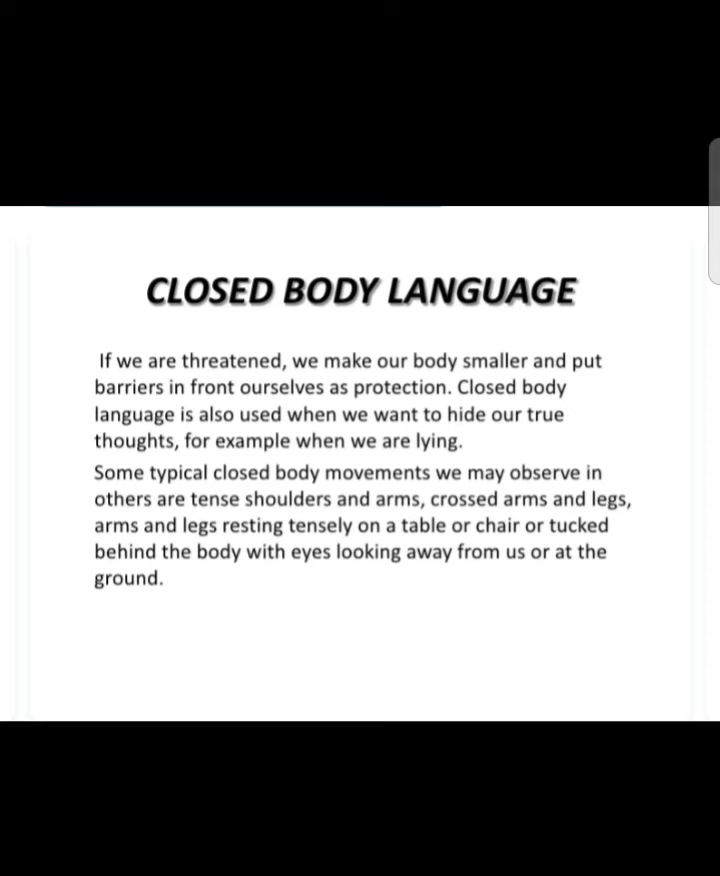 CLOSED BODY LANGUAGE
If we are threatened, we make our body smaller and put
barriers in front ourselves as protection. Closed body
language is also used when we want to hide our true
thoughts, for example when we are lying.
Some typical closed body movements we may observe in
others are tense shoulders and arms, crossed arms and legs,
arms and legs resting tensely on a table or chair or tucked
behind the body with eyes looking away from us or at the
ground.